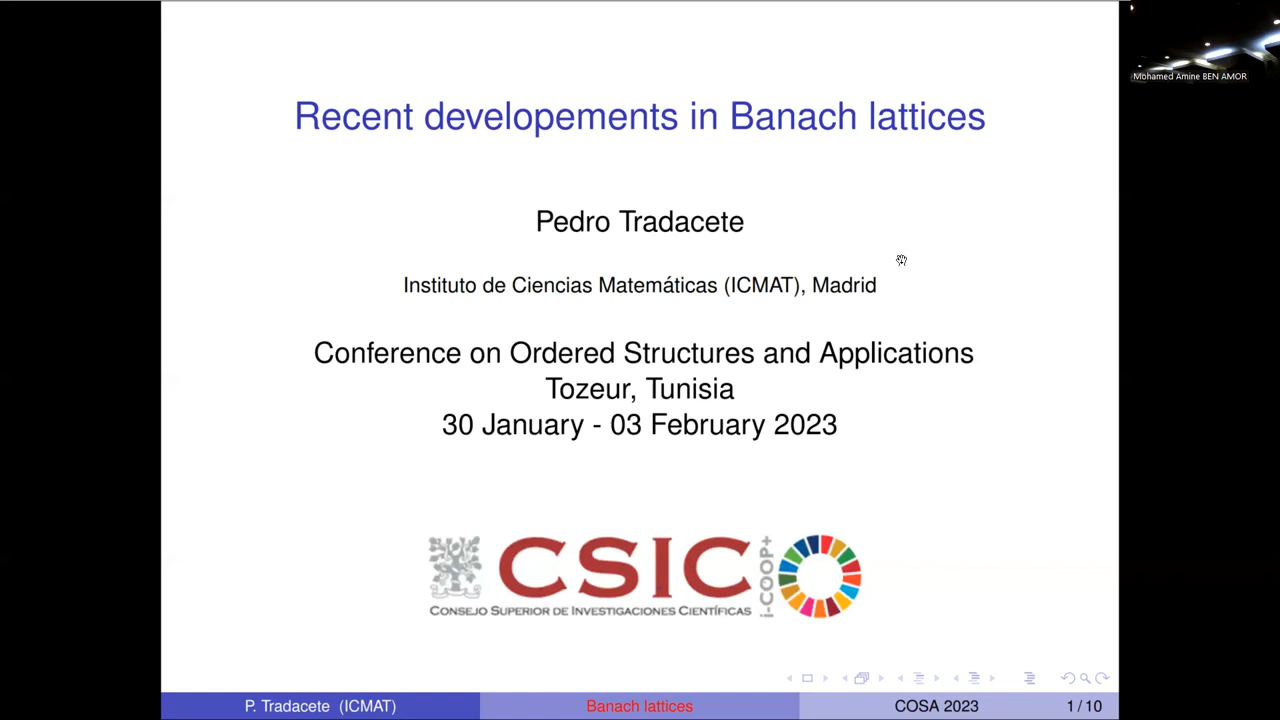 Mohamed Amine BEN AMOR
Recent developements in Banach lattices
Pedro Tradacete
Instituto de Ciencias Matemáticas (ICMAT), Madrid
Conference on Ordered Structures and Applications
Tozeur, Tunisia
30 January - 03 February 2023
CSIC
CONSEJO SUPERIOR DE INVESTIGACIONES CIENTÍFICAS
i-COOP+
P. Tradacete (ICMAT)
Banach lattices
COSA 2023
1 / 10